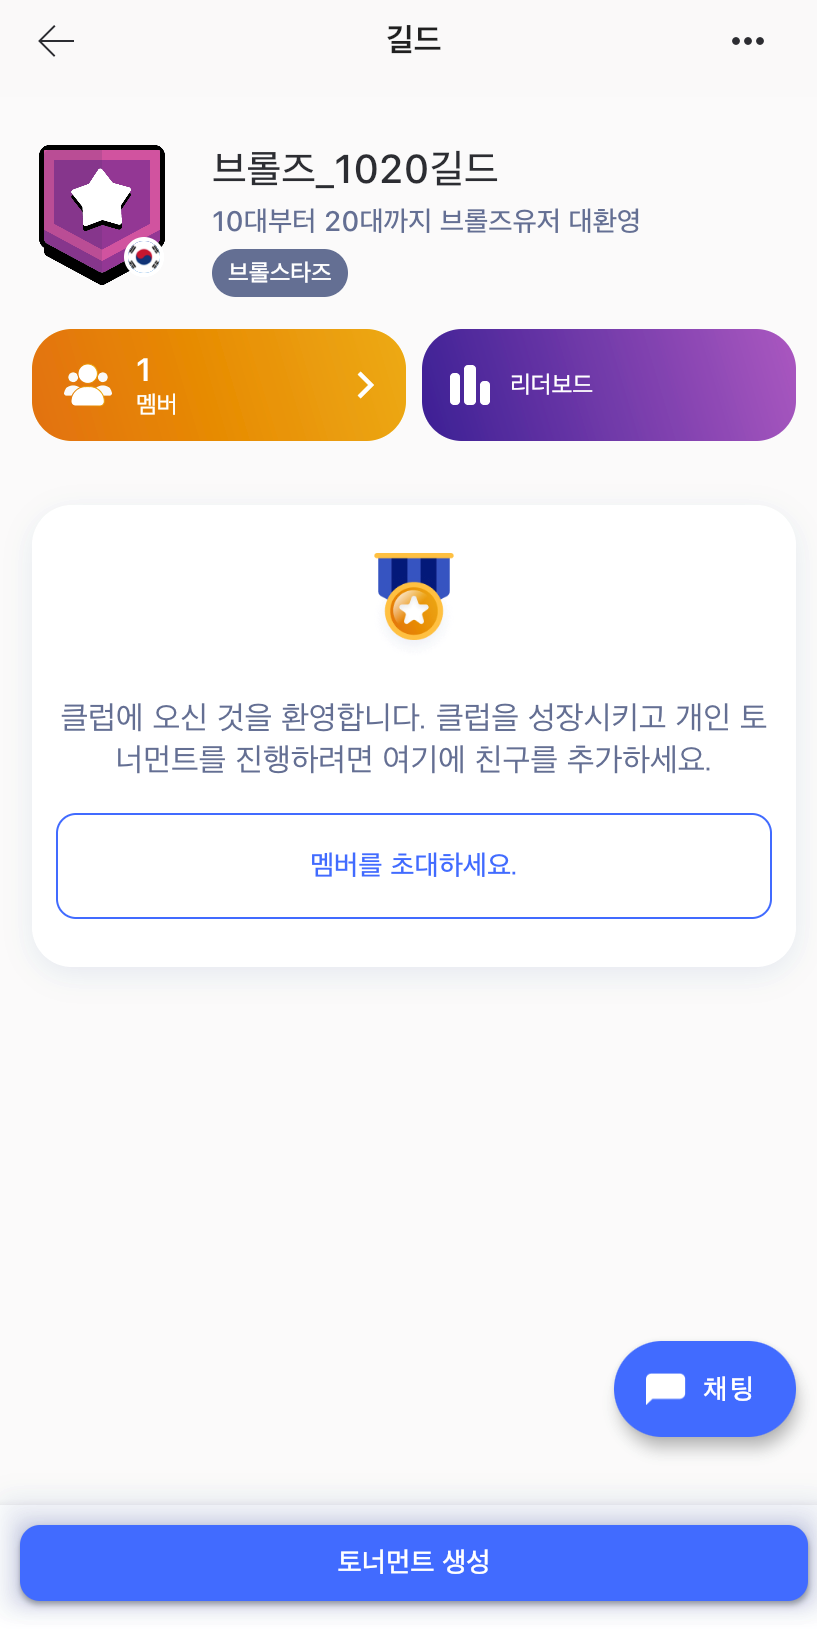 길드
브롤즈_1020길드
10대부터 20대까지 브롤즈유저 대환영
브롤스타즈
1
멤버
리더보드
클럽에 오신 것을 환영합니다. 클럽을 성장시키고 개인 토
너먼트를 진행하려면 여기에 친구를 추가하세요.
멤버를 초대하세요.
채팅
토너먼트 생성